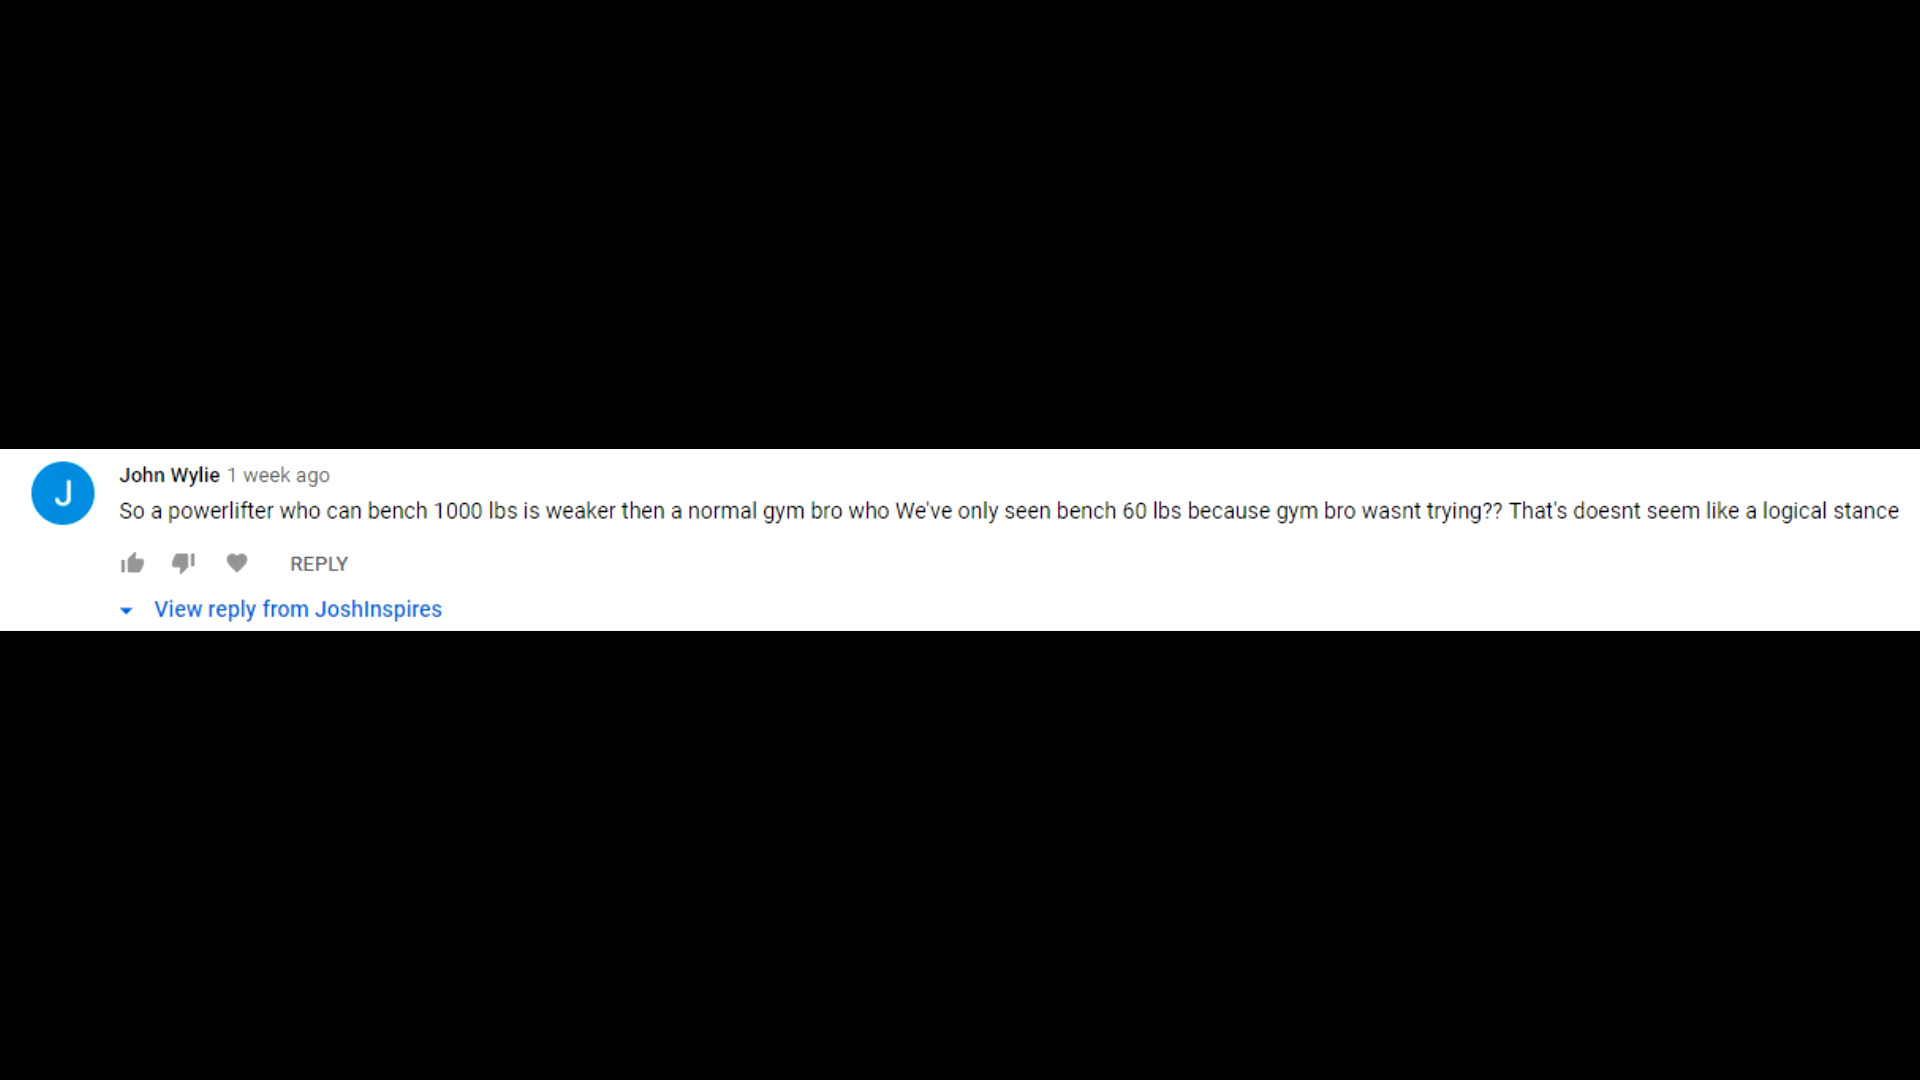 J
John Wylie 1 week ago
So a powerlifter who can bench 1000 lbs is weaker then a normal gym bro who We've only seen bench 60 lbs because gym bro wasnt trying?? That's doesnt seem like a logical stance
REPLY
View reply from JoshInspires